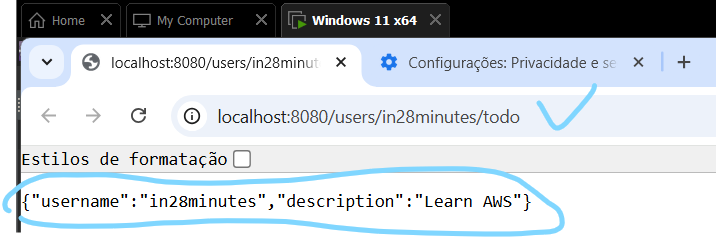 Home
My Computer
Windows 11 x64
localhost:8080/users/in28minut
Configurações: Privacidade e se
localhost:8080/users/in28minutes/todo
Estilos de formatação
{"username":"in28minutes","description":"Learn AWS"}